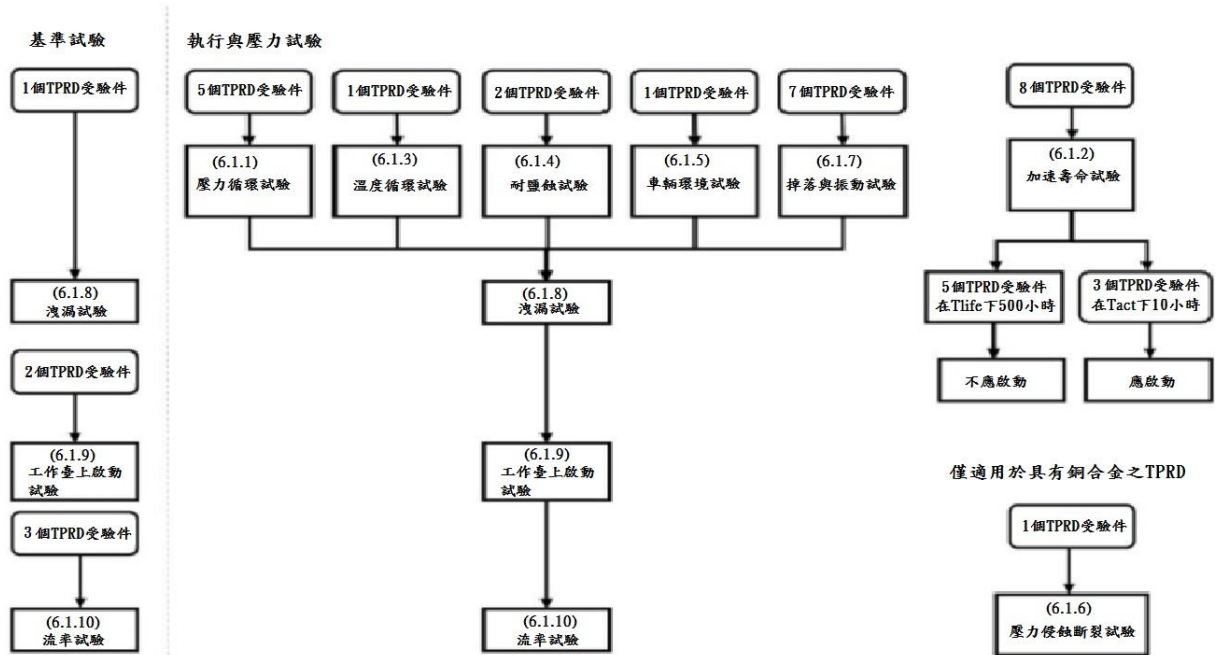 基準試驗
1個TPRD受驗件
(6.1.8)
洩漏試驗
2個TPRD受驗件
(6.1.9)
工作臺上啟動
試驗
3個TPRD受驗件
(6.1.10)
流率試驗
執行與壓力試驗
5個TPRD受驗件
(6.1.1)
壓力循環試驗
1個TPRD受驗件
(6.1.3)
溫度循環試驗
2個TPRD受驗件
(6.1.4)
耐鹽蝕試驗
1個TPRD受驗件
(6.1.5)
車輛環境試驗
7個TPRD受驗件
(6.1.7)
掉落與振動試驗
(6.1.8)
洩漏試驗
(6.1.9)
工作臺上啟動
試驗
(6.1.10)
流率試驗
8個TPRD受驗件
(6.1.2)
加速壽命試驗
5個TPRD受驗件
在Tlife下500小時
不應啟動
3個TPRD受驗件
在Tact下10小時
應啟動
僅適用於具有銅合金之TPRD
1個TPRD受驗件
(6.1.6)
壓力侵蝕斷裂試驗